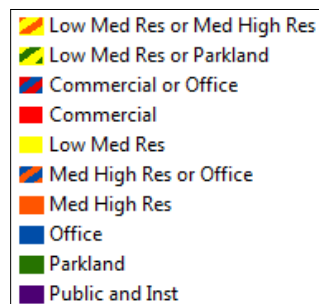 Low Med Res or Med High Res
Low Med Res or Parkland
Commercial or Office
Commercial
Low Med Res
Med High Res or Office
Med High Res
Office
Parkland
Public and Inst